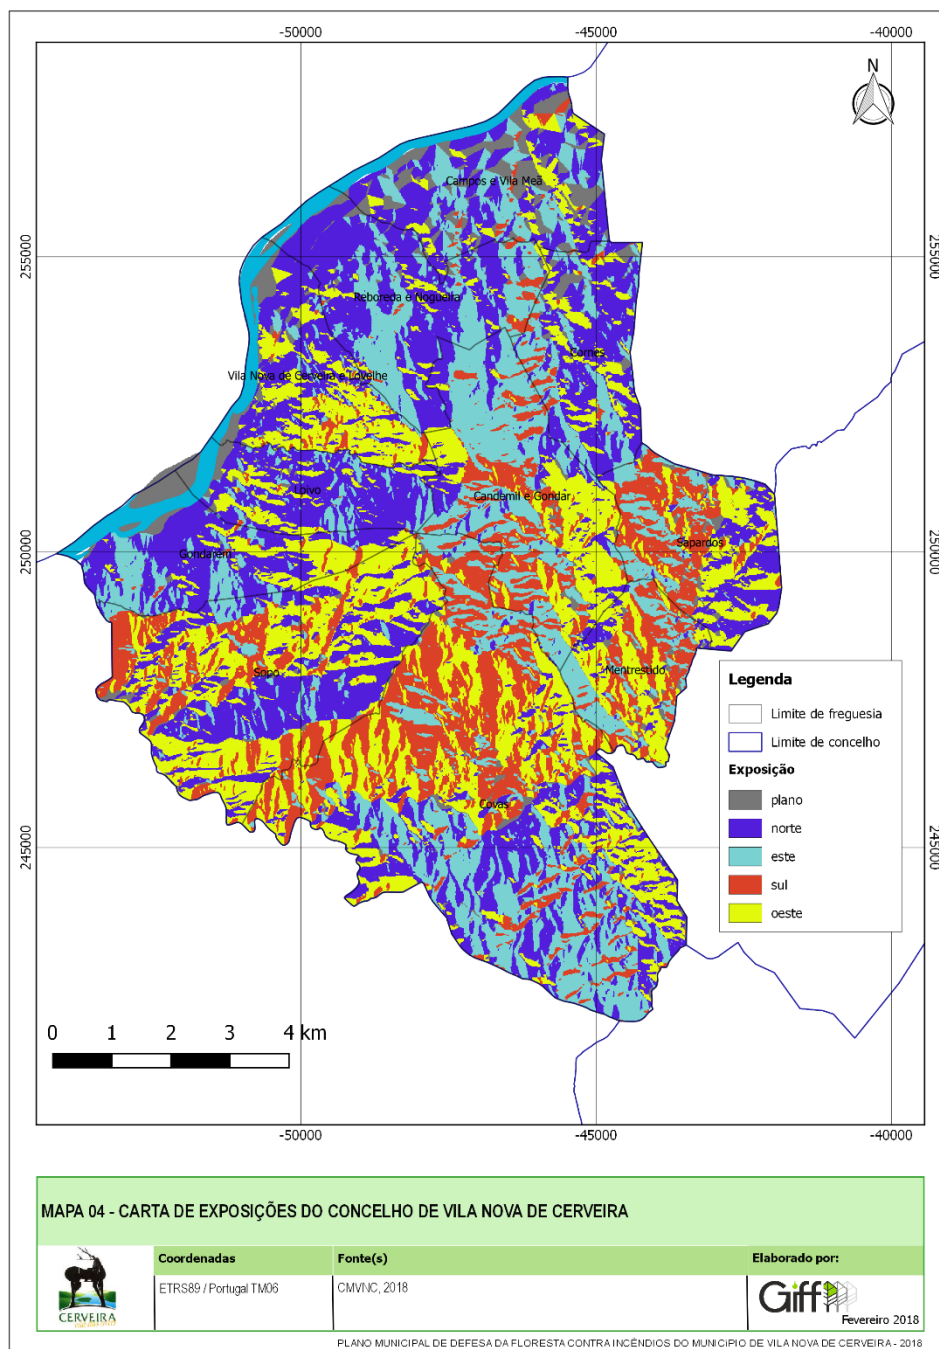 -50000
-45000
-40000
N
Campos e Vila Meã
255000
255000
Reboreda e Nogueira
Cornes
Vila Nova de Cerveira e Lovelhe
Loivo
Candemil e Gondar
Sapardos
Gondarém
250000
250000
Sopo
Mentrestido
Legenda
Limite de freguesia
Limite de concelho
Exposição
plano
norte
este
sul
oeste
Covas
245000
245000
0 1 2 3 4 km
-50000
-45000
-40000
MAPA 04 - CARTA DE EXPOSIÇÕES DO CONCELHO DE VILA NOVA DE CERVEIRA
Coordenadas
Fonte(s)
Elaborado por:
ETRS89 / Portugal TM06
CMVNC, 2018
CERVEIRA
Giff
Fevereiro 2018
PLANO MUNICIPAL DE DEFESA DA FLORESTA CONTRA INCÊNDIOS DO MUNICíPIO DE VILA NOVA DE CERVEIRA - 2018